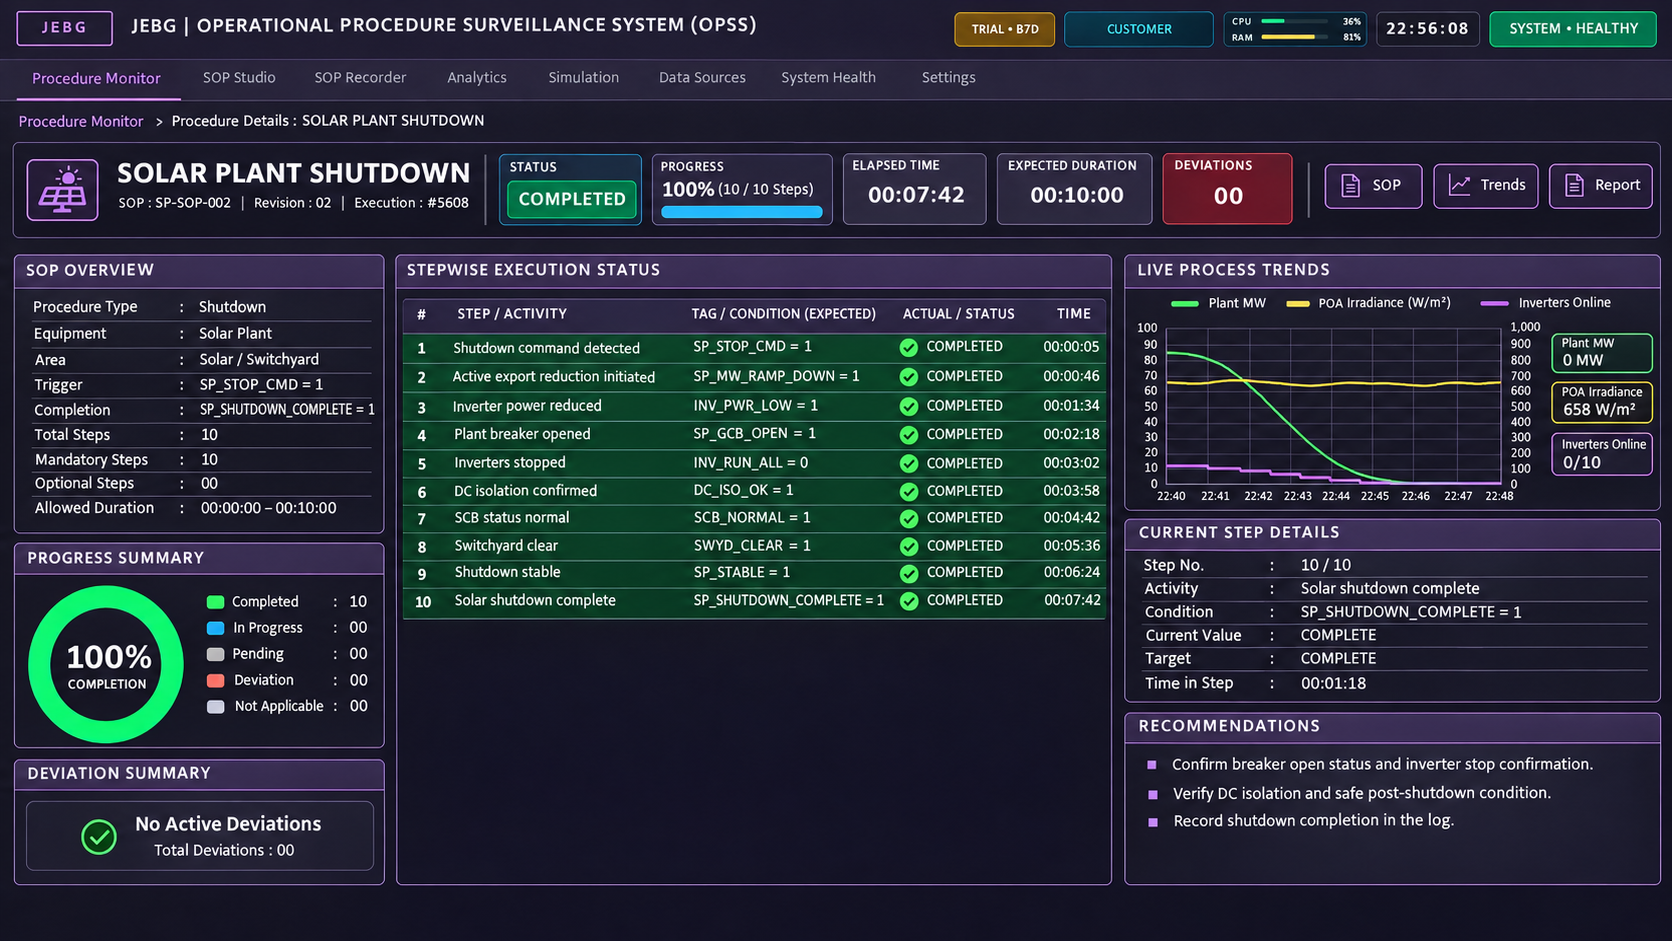 JEBG
JEBG | OPERATIONAL PROCEDURE SURVEILLANCE SYSTEM (OPSS)
TRIAL • B7D
CUSTOMER
CPU 36%
RAM 81%
22:56:08
SYSTEM • HEALTHY
Procedure Monitor SOP Studio SOP Recorder Analytics Simulation Data Sources System Health Settings
Procedure Monitor > Procedure Details : SOLAR PLANT SHUTDOWN
SOLAR PLANT SHUTDOWN
SOP : SP-SOP-002 | Revision : 02 | Execution : #5608
STATUS
COMPLETED
PROGRESS
100% (10 / 10 Steps)
ELAPSED TIME
00:07:42
EXPECTED DURATION
00:10:00
DEVIATIONS
00
SOP
Trends
Report
SOP OVERVIEW
Procedure Type : Shutdown
Equipment : Solar Plant
Area : Solar / Switchyard
Trigger : SP_STOP_CMD = 1
Completion : SP_SHUTDOWN_COMPLETE = 1
Total Steps : 10
Mandatory Steps : 10
Optional Steps : 00
Allowed Duration : 00:00:00 – 00:10:00
PROGRESS SUMMARY
100%
COMPLETION
Completed : 10
In Progress : 00
Pending : 00
Deviation : 00
Not Applicable : 00
DEVIATION SUMMARY
No Active Deviations
Total Deviations : 00
STEPWISE EXECUTION STATUS
# STEP / ACTIVITY TAG / CONDITION (EXPECTED) ACTUAL / STATUS TIME
1 Shutdown command detected SP_STOP_CMD = 1 COMPLETED 00:00:05
2 Active export reduction initiated SP_MW_RAMP_DOWN = 1 COMPLETED 00:00:46
3 Inverter power reduced INV_PWR_LOW = 1 COMPLETED 00:01:34
4 Plant breaker opened SP_GCB_OPEN = 1 COMPLETED 00:02:18
5 Inverters stopped INV_RUN_ALL = 0 COMPLETED 00:03:02
6 DC isolation confirmed DC_ISO_OK = 1 COMPLETED 00:03:58
7 SCB status normal SCB_NORMAL = 1 COMPLETED 00:04:42
8 Switchyard clear SWYD_CLEAR = 1 COMPLETED 00:05:36
9 Shutdown stable SP_STABLE = 1 COMPLETED 00:06:24
10 Solar shutdown complete SP_SHUTDOWN_COMPLETE = 1 COMPLETED 00:07:42
LIVE PROCESS TRENDS
Plant MW POA Irradiance (W/m²) Inverters Online
100 1,000
90 900
80 800
70 700
60 600
50 500
40 400
30 300
20 200
10 100
0 0
22:40 22:41 22:42 22:43 22:44 22:45 22:46 22:47 22:48
Plant MW
0 MW
POA Irradiance
658 W/m²
Inverters Online
0/10
CURRENT STEP DETAILS
Step No. : 10 / 10
Activity : Solar shutdown complete
Condition : SP_SHUTDOWN_COMPLETE = 1
Current Value : COMPLETE
Target : COMPLETE
Time in Step : 00:01:18
RECOMMENDATIONS
Confirm breaker open status and inverter stop confirmation.
Verify DC isolation and safe post-shutdown condition.
Record shutdown completion in the log.